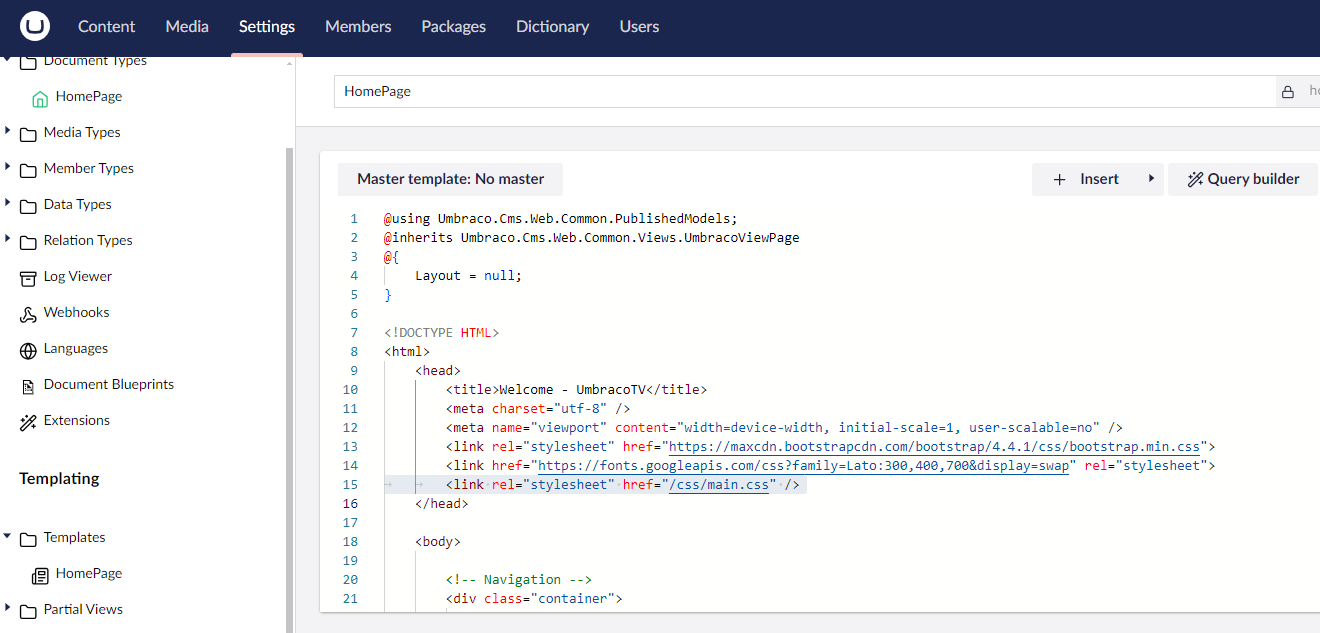 Content Media Settings Members Packages Dictionary Users
Document Types
HomePage
Media Types
Member Types
Data Types
Relation Types
Log Viewer
Webhooks
Languages
Document Blueprints
Extensions
Templating
Templates
HomePage
Partial Views
HomePage
Master template: No master
Insert
Query builder
1 @using Umbraco.Cms.Web.Common.PublishedModels;
2 @inherits Umbraco.Cms.Web.Common.Views.UmbracoViewPage
3 @{
4 Layout = null;
5 }
6
7 <!DOCTYPE HTML>
8 <html>
9 <head>
10 <title>Welcome - UmbracoTV</title>
11 <meta charset="utf-8" />
12 <meta name="viewport" content="width=device-width, initial-scale=1, user-scalable=no" />
13 <link rel="stylesheet" href="https://maxcdn.bootstrapcdn.com/bootstrap/4.4.1/css/bootstrap.min.css">
14 <link href="https://fonts.googleapis.com/css?family=Lato:300,400,700&display=swap" rel="stylesheet">
15 <link rel="stylesheet" href="/css/main.css" />
16 </head>
17
18 <body>
19
20 <!-- Navigation -->
21 <div class="container">